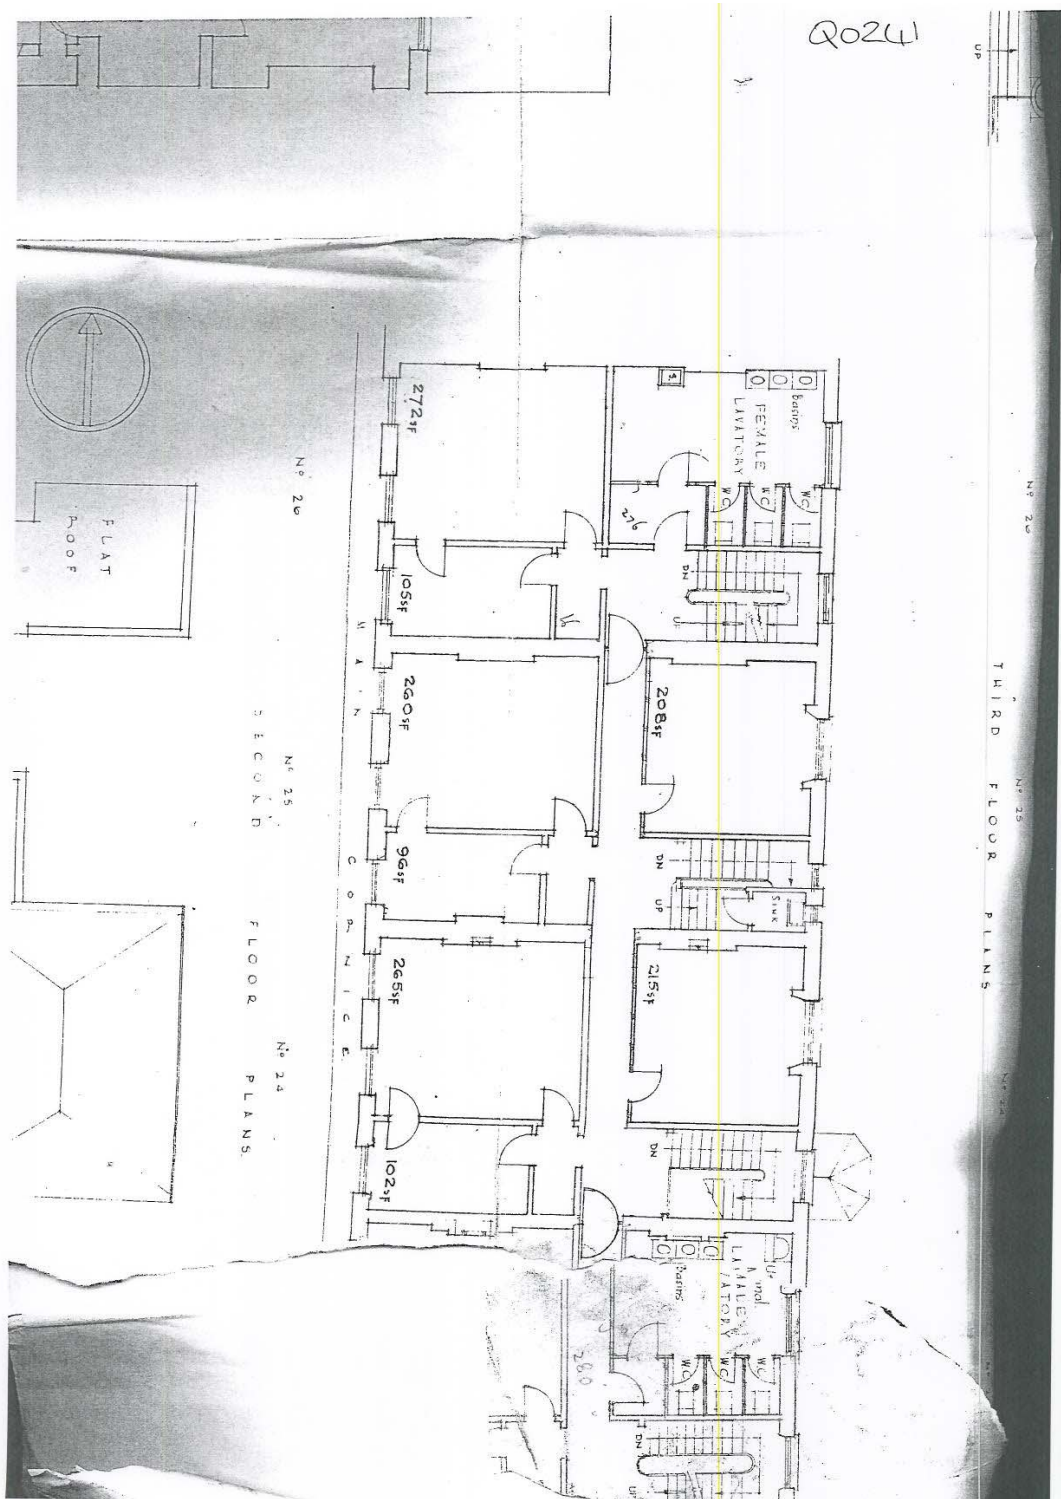 Q0241
UP
THIRD FLOOR PLANS
Nº 26
Nº 25
Basins
FEMALE
LAVATORY
WC
WC
WC
276
272SF
105SF
DN
UP
208SF
260SF
96SF
DN
UP
SINK
215SF
265SF
102SF
DN
Urinal
MALE
LAVATORY
Basins
WC
WC
WC
280
DN
UP
MAIN CORNICE
Nº 26
Nº 25
Nº 24
SECOND FLOOR PLANS
FLAT
ROOF